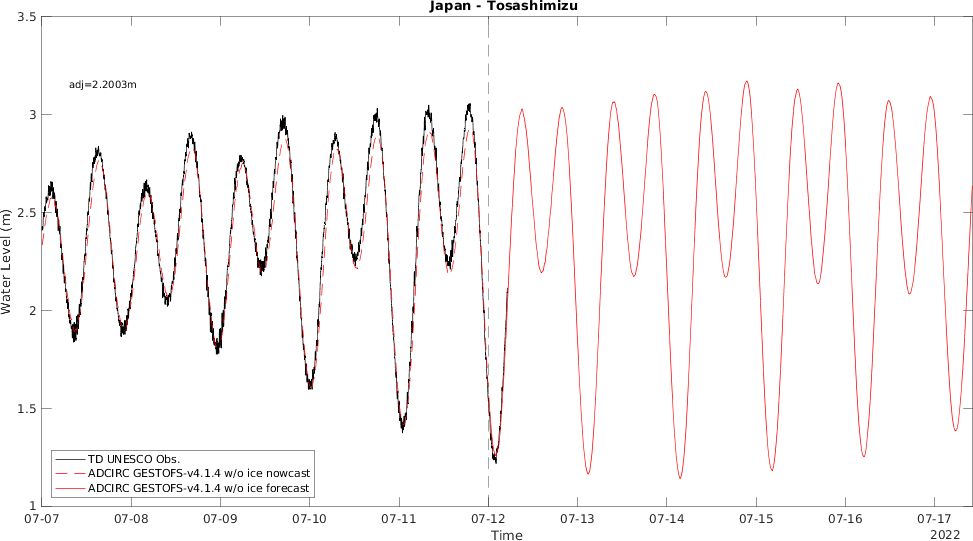 Japan - Tosashimizu
3.5
adj=2.2003m
3
2.5
Water Level (m)
2
1.5
TD UNESCO Obs.
ADCIRC GESTOFS-v4.1.4 w/o ice nowcast
ADCIRC GESTOFS-v4.1.4 w/o ice forecast
1
07-07 07-08 07-09 07-10 07-11 07-12 07-13 07-14 07-15 07-16 07-17
Time
2022